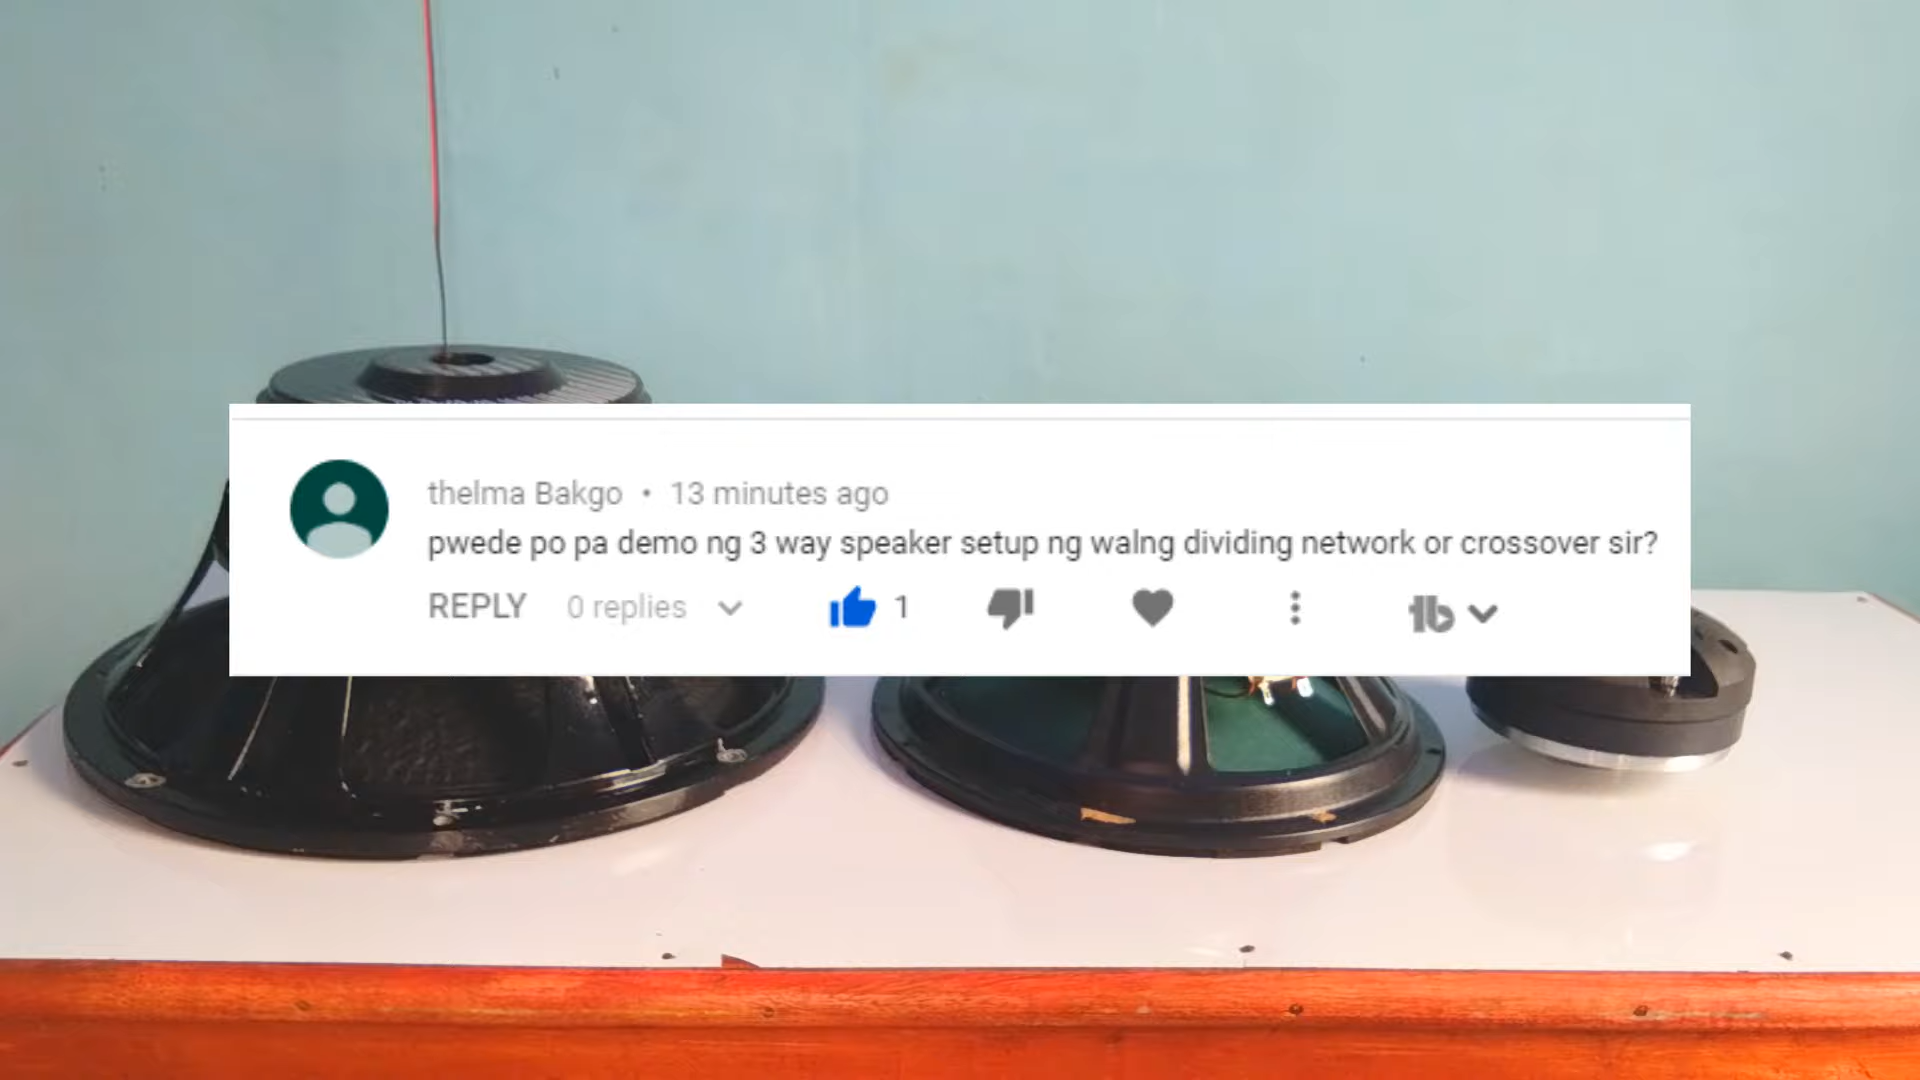 thelma Bakgo • 13 minutes ago
pwede po pa demo ng 3 way speaker setup ng walng dividing network or crossover sir?
REPLY 0 replies 1